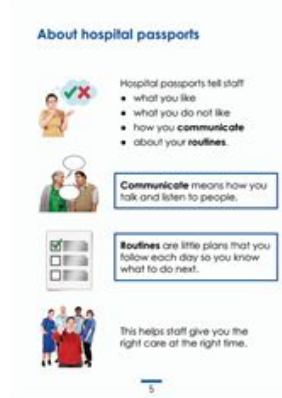 About hospital passports
Hospital passports tell staff
• what you like
• what you do not like
• how you communicate
• about your routines.
Communicate means how you
talk and listen to people.
Routines are little plans that you
follow each day so you know
what to do next.
This helps staff give you the
right care at the right time.
5